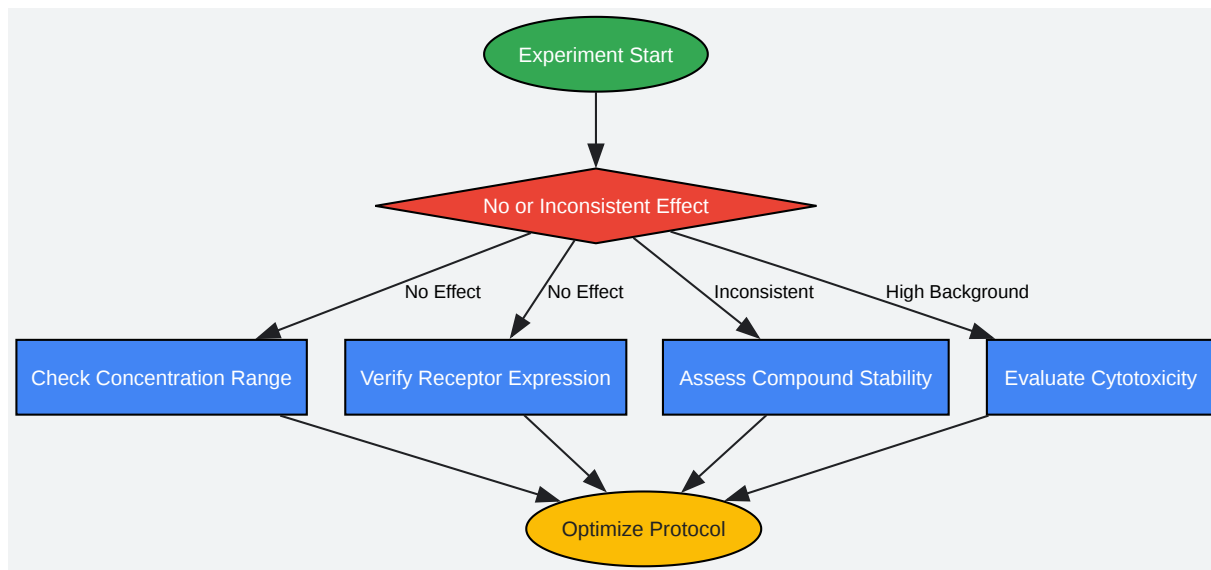 Experiment Start
No or Inconsistent Effect
No Effect
No Effect
Inconsistent
High Background
Check Concentration Range
Verify Receptor Expression
Assess Compound Stability
Evaluate Cytotoxicity
Optimize Protocol